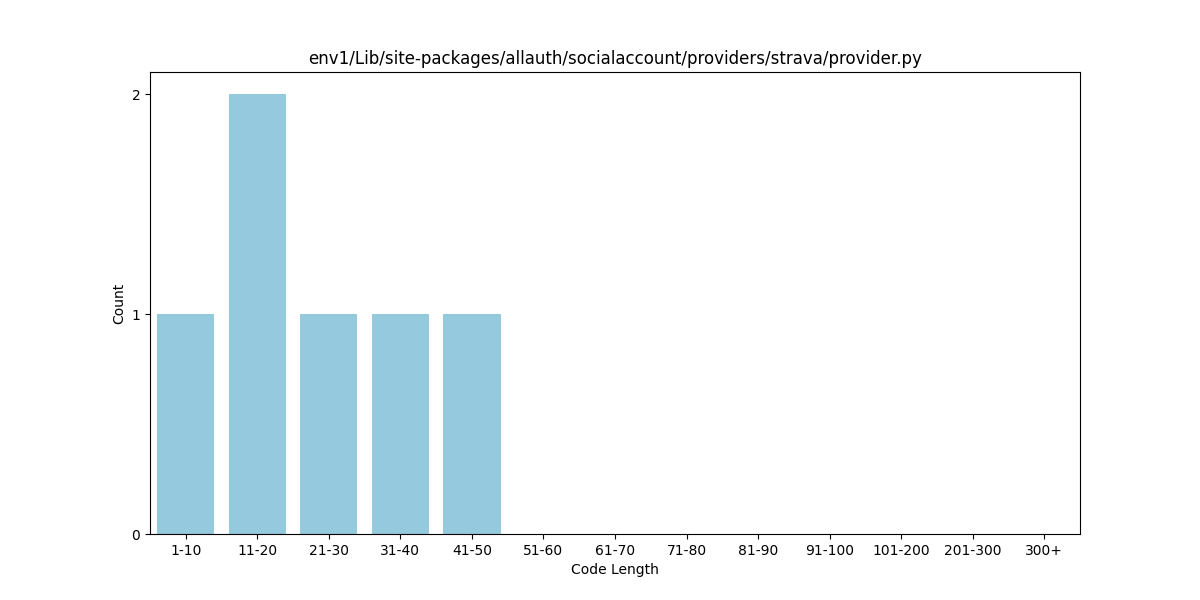 env1/Lib/site-packages/allauth/socialaccount/providers/strava/provider.py
2
1
0
Count
1-10 11-20 21-30 31-40 41-50 51-60 61-70 71-80 81-90 91-100 101-200 201-300 300+
Code Length